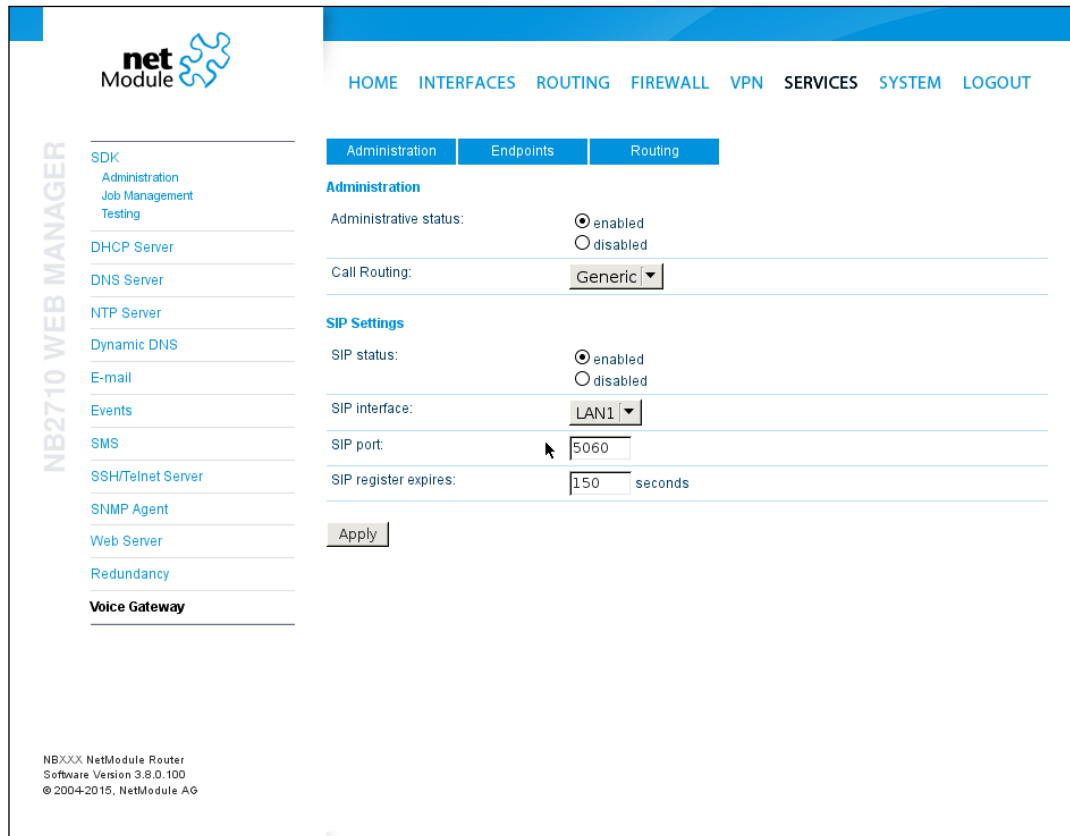 net
Module
HOME INTERFACES ROUTING FIREWALL VPN SERVICES SYSTEM LOGOUT
NB2710 WEB MANAGER
SDK
Administration
Job Management
Testing
DHCP Server
DNS Server
NTP Server
Dynamic DNS
E-mail
Events
SMS
SSH/Telnet Server
SNMP Agent
Web Server
Redundancy
Voice Gateway
Administration Endpoints Routing
Administration
Administrative status:
enabled
disabled
Call Routing: Generic
SIP Settings
SIP status:
enabled
disabled
SIP interface: LAN1
SIP port: 5060
SIP register expires: 150 seconds
Apply
NBXXX NetModule Router
Software Version 3.8.0.100
© 2004-2015, NetModule AG